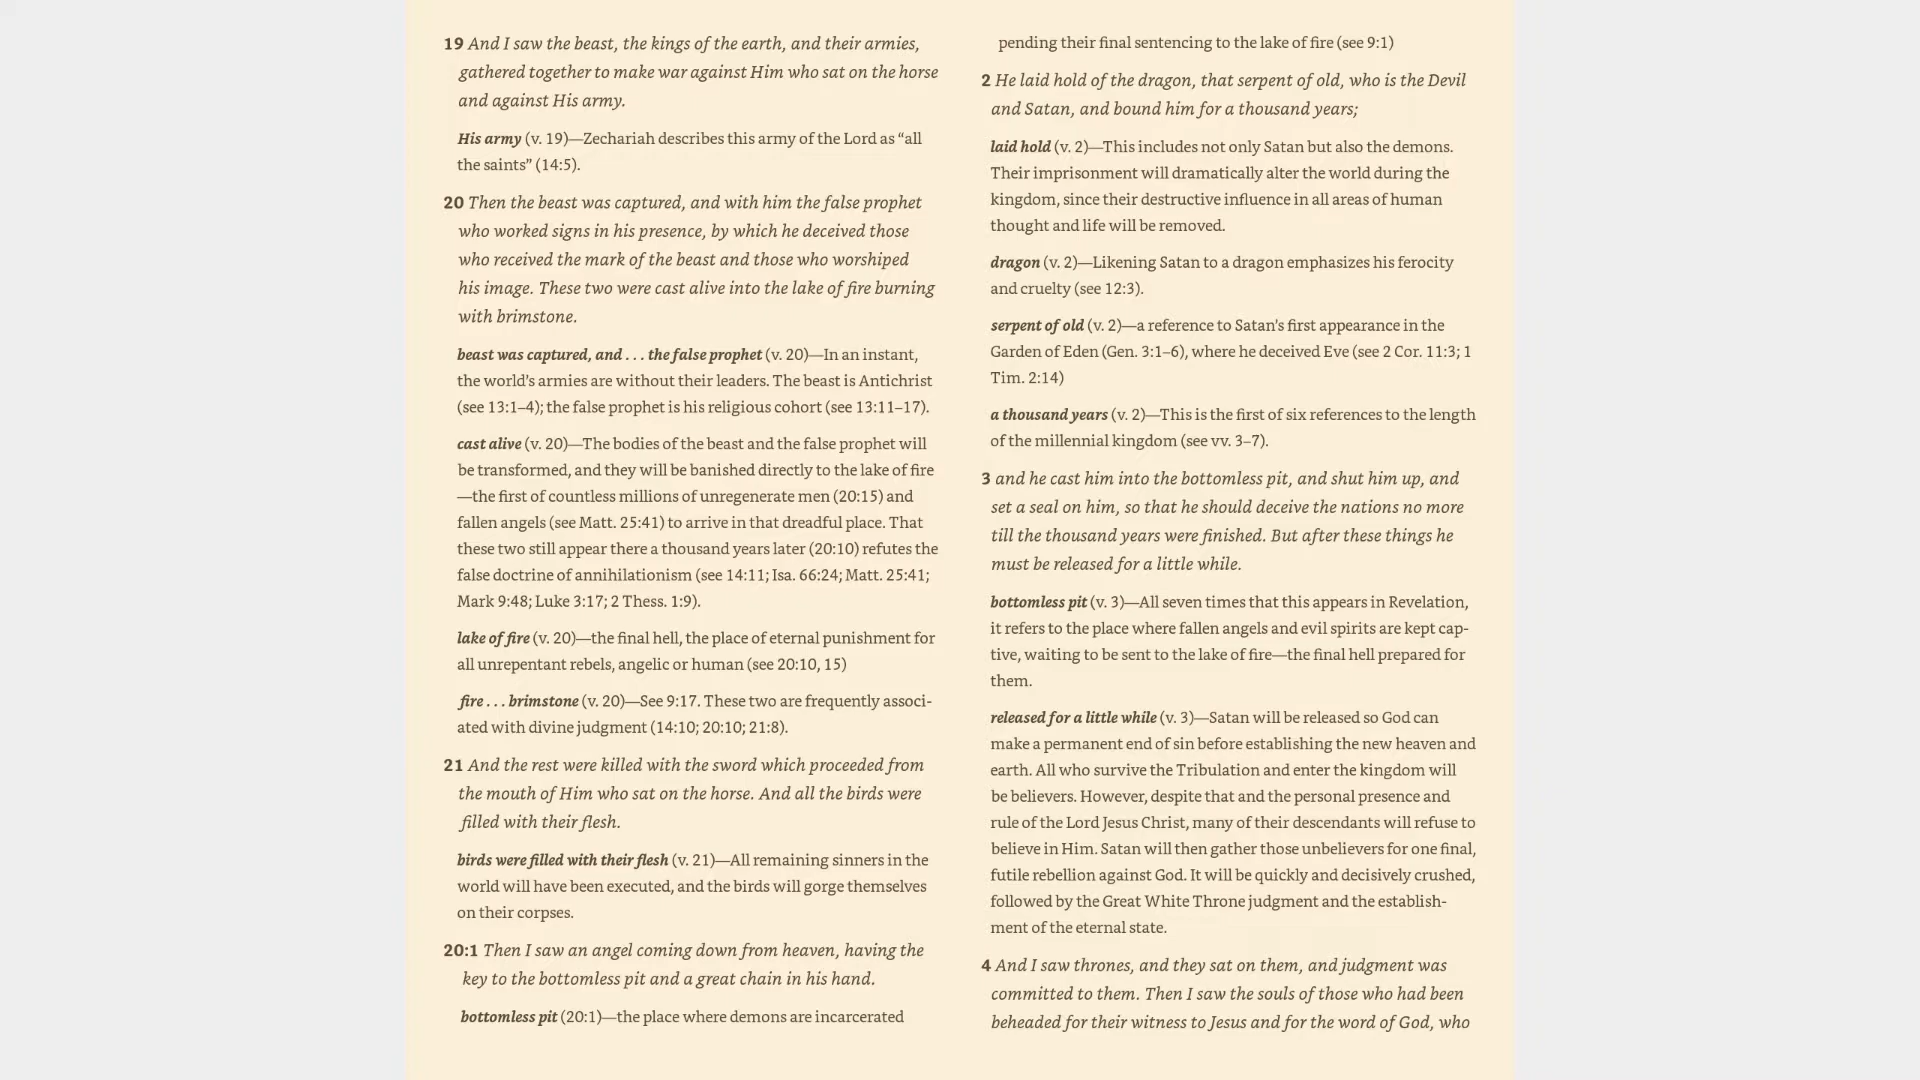 19 And I saw the beast, the kings of the earth, and their armies,
gathered together to make war against Him who sat on the horse
and against His army.
His army (v. 19)—Zechariah describes this army of the Lord as “all
the saints” (14:5).
20 Then the beast was captured, and with him the false prophet
who worked signs in his presence, by which he deceived those
who received the mark of the beast and those who worshiped
his image. These two were cast alive into the lake of fire burning
with brimstone.
beast was captured, and . . . the false prophet (v. 20)—In an instant,
the world’s armies are without their leaders. The beast is Antichrist
(see 13:1–4); the false prophet is his religious cohort (see 13:11–17).
cast alive (v. 20)—The bodies of the beast and the false prophet will
be transformed, and they will be banished directly to the lake of fire
—the first of countless millions of unregenerate men (20:15) and
fallen angels (see Matt. 25:41) to arrive in that dreadful place. That
these two still appear there a thousand years later (20:10) refutes the
false doctrine of annihilationism (see 14:11; Isa. 66:24; Matt. 25:41;
Mark 9:48; Luke 3:17; 2 Thess. 1:9).
lake of fire (v. 20)—the final hell, the place of eternal punishment for
all unrepentant rebels, angelic or human (see 20:10, 15)
fire . . . brimstone (v. 20)—See 9:17. These two are frequently associ-
ated with divine judgment (14:10; 20:10; 21:8).
21 And the rest were killed with the sword which proceeded from
the mouth of Him who sat on the horse. And all the birds were
filled with their flesh.
birds were filled with their flesh (v. 21)—All remaining sinners in the
world will have been executed, and the birds will gorge themselves
on their corpses.
20:1 Then I saw an angel coming down from heaven, having the
key to the bottomless pit and a great chain in his hand.
bottomless pit (20:1)—the place where demons are incarcerated
pending their final sentencing to the lake of fire (see 9:1)
2 He laid hold of the dragon, that serpent of old, who is the Devil
and Satan, and bound him for a thousand years;
laid hold (v. 2)—This includes not only Satan but also the demons.
Their imprisonment will dramatically alter the world during the
kingdom, since their destructive influence in all areas of human
thought and life will be removed.
dragon (v. 2)—Likening Satan to a dragon emphasizes his ferocity
and cruelty (see 12:3).
serpent of old (v. 2)—a reference to Satan’s first appearance in the
Garden of Eden (Gen. 3:1–6), where he deceived Eve (see 2 Cor. 11:3; 1
Tim. 2:14)
a thousand years (v. 2)—This is the first of six references to the length
of the millennial kingdom (see vv. 3–7).
3 and he cast him into the bottomless pit, and shut him up, and
set a seal on him, so that he should deceive the nations no more
till the thousand years were finished. But after these things he
must be released for a little while.
bottomless pit (v. 3)—All seven times that this appears in Revelation,
it refers to the place where fallen angels and evil spirits are kept cap-
tive, waiting to be sent to the lake of fire—the final hell prepared for
them.
released for a little while (v. 3)—Satan will be released so God can
make a permanent end of sin before establishing the new heaven and
earth. All who survive the Tribulation and enter the kingdom will
be believers. However, despite that and the personal presence and
rule of the Lord Jesus Christ, many of their descendants will refuse to
believe in Him. Satan will then gather those unbelievers for one final,
futile rebellion against God. It will be quickly and decisively crushed,
followed by the Great White Throne judgment and the establish-
ment of the eternal state.
4 And I saw thrones, and they sat on them, and judgment was
committed to them. Then I saw the souls of those who had been
beheaded for their witness to Jesus and for the word of God, who